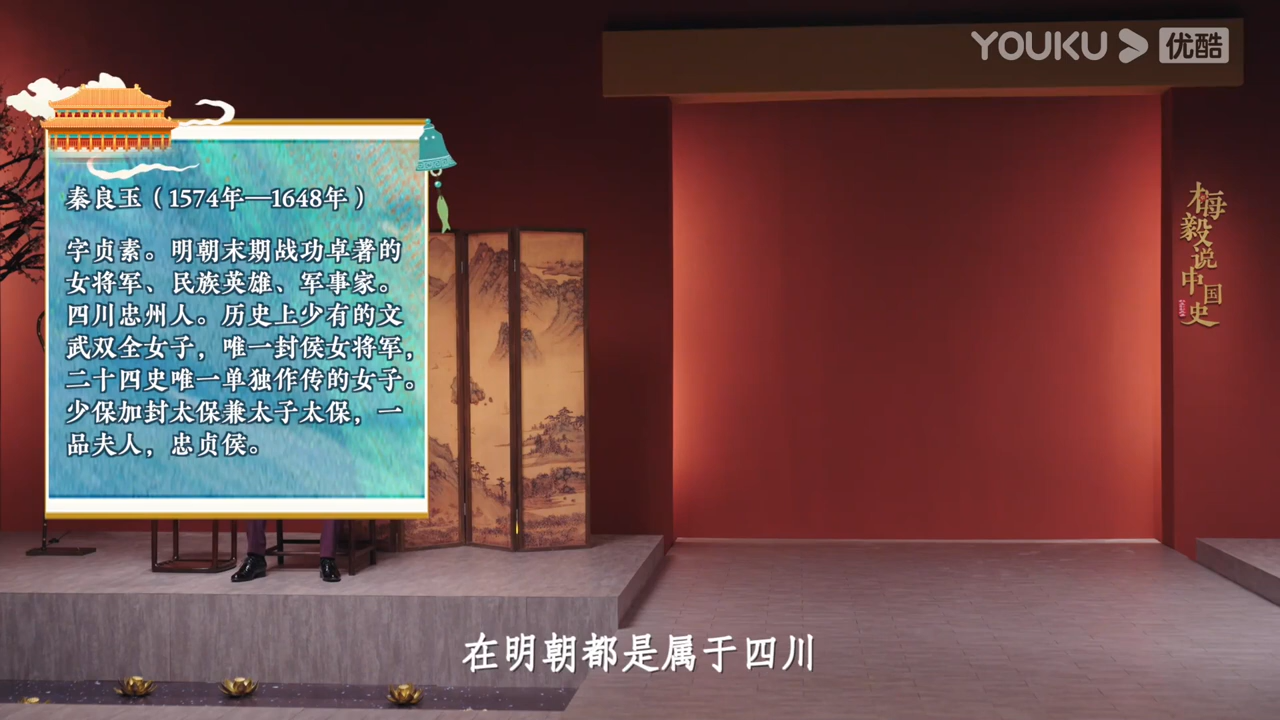 YOUKU 优酷
秦良玉（1574年—1648年）
字贞素。明朝末期战功卓著的
女将军、民族英雄、军事家。
四川忠州人。历史上少有的文
武双全女子，唯一封侯女将军，
二十四史唯一单独作传的女子。
少保加封太保兼太子太保，一
品夫人，忠贞侯。
梅毅说中国史
在明朝都是属于四川